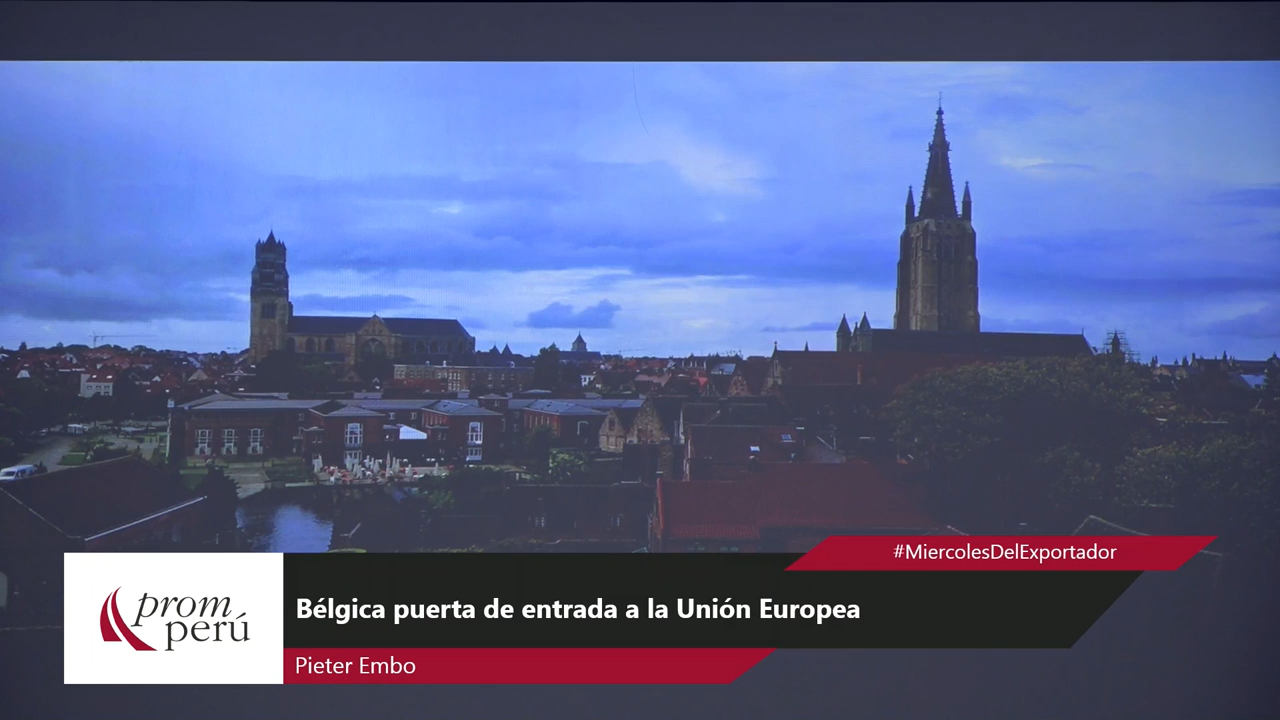 #MiercolesDelExportador
prom
perú
Bélgica puerta de entrada a la Unión Europea
Pieter Embo